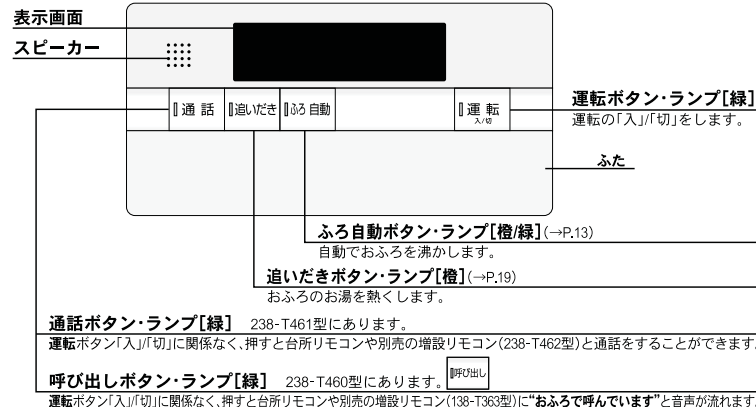 表示画面
スピーカー
通 話
追いだき
ふろ 自動
運 転
入/切
運転ボタン・ランプ[緑]
運転の「入」/「切」をします。
ふた
ふろ自動ボタン・ランプ[橙/緑](→P.13)
自動でおふろを沸かします。
追いだきボタン・ランプ[橙](→P.19)
おふろのお湯を熱くします。
通話ボタン・ランプ[緑] 238-T461型にあります。
運転ボタン「入」/「切」に関係なく、押すと台所リモコンや別売の増設リモコン(238-T462型)と通話をすることができます。
呼び出しボタン・ランプ[緑] 238-T460型にあります。 呼び出し
運転ボタン「入」/「切」に関係なく、押すと台所リモコンや別売の増設リモコン(138-T363型)に“おふろで呼んでいます”と音声が流れます。